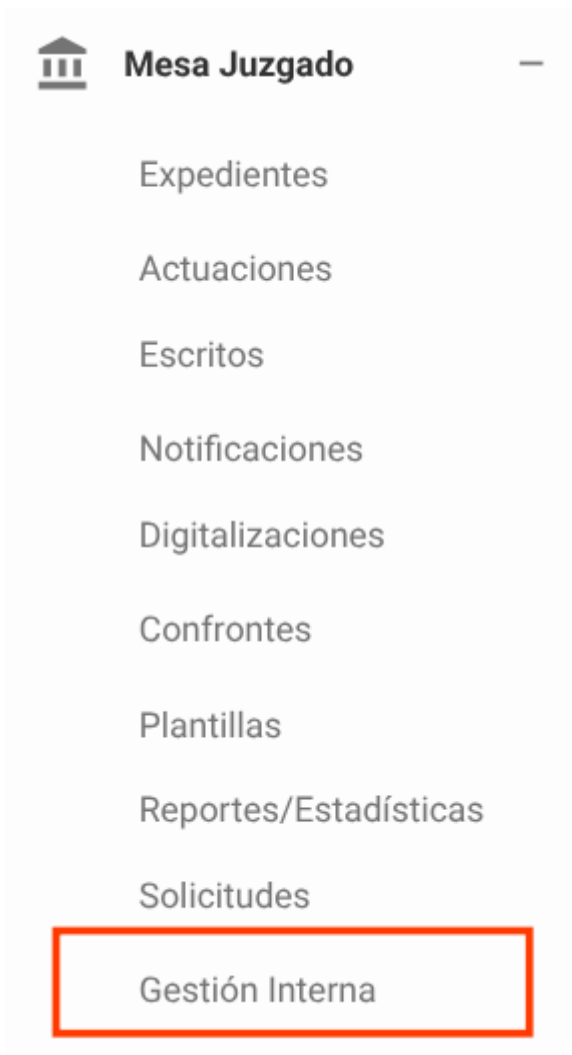 Mesa Juzgado
Expedientes
Actuaciones
Escritos
Notificaciones
Digitalizaciones
Confrontes
Plantillas
Reportes/Estadísticas
Solicitudes
Gestión Interna